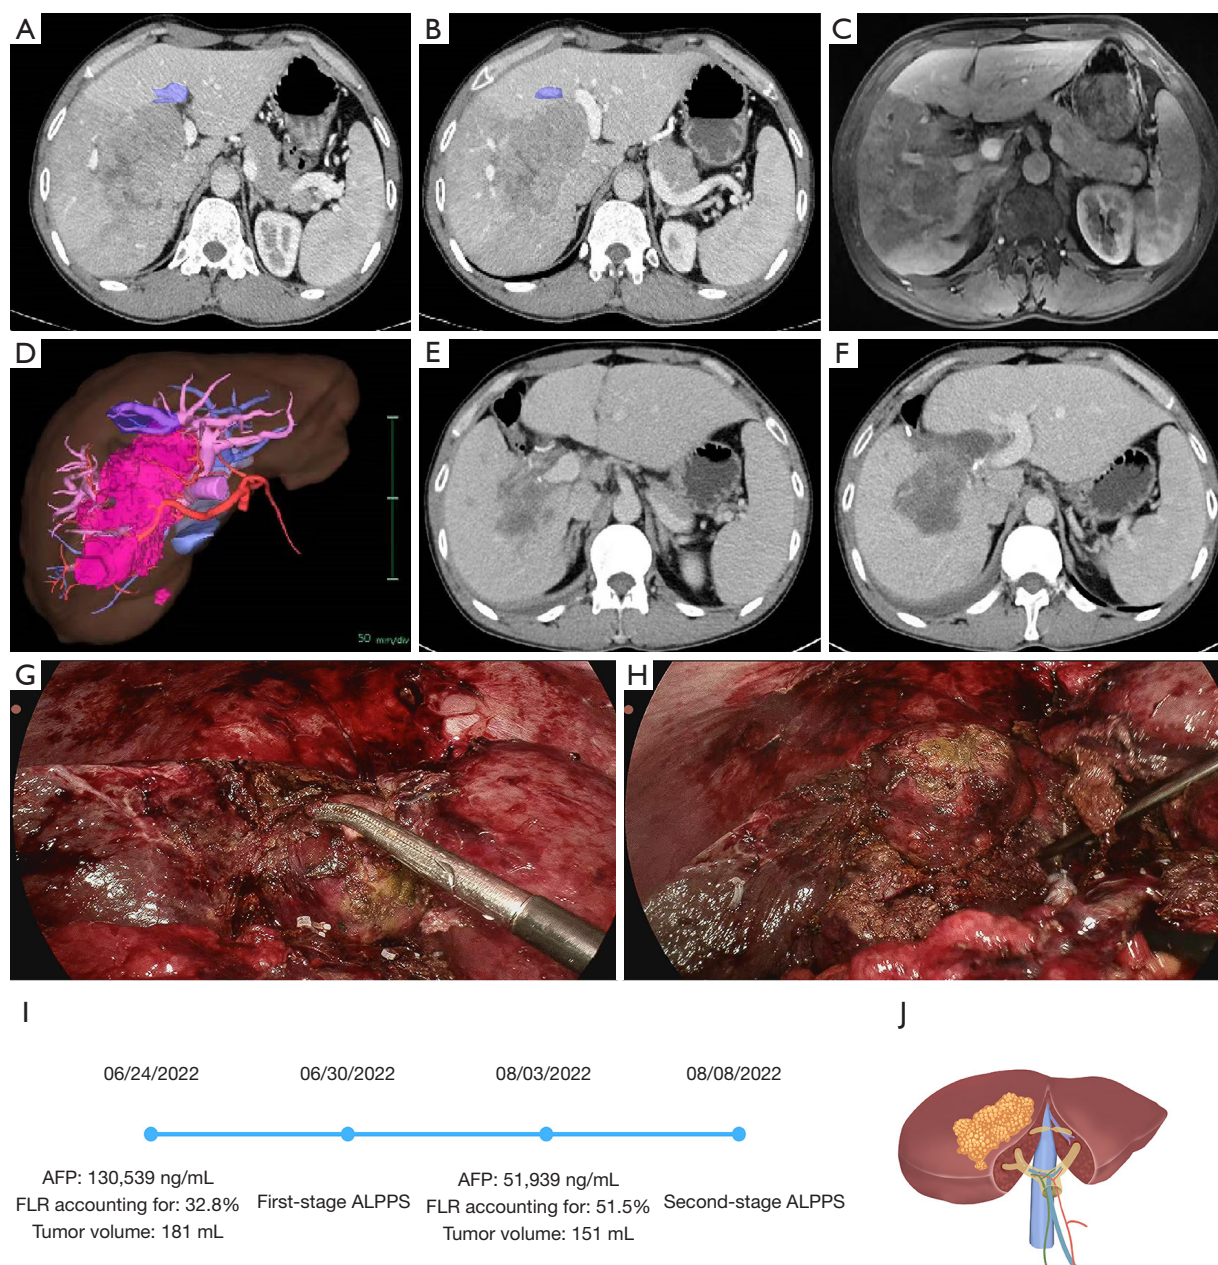 A
B
C
D
50 mm/div
E
F
G
H
I
06/24/2022
06/30/2022
08/03/2022
08/08/2022
AFP: 130,539 ng/mL
FLR accounting for: 32.8%
Tumor volume: 181 mL
First-stage ALPPS
AFP: 51,939 ng/mL
FLR accounting for: 51.5%
Tumor volume: 151 mL
Second-stage ALPPS
J